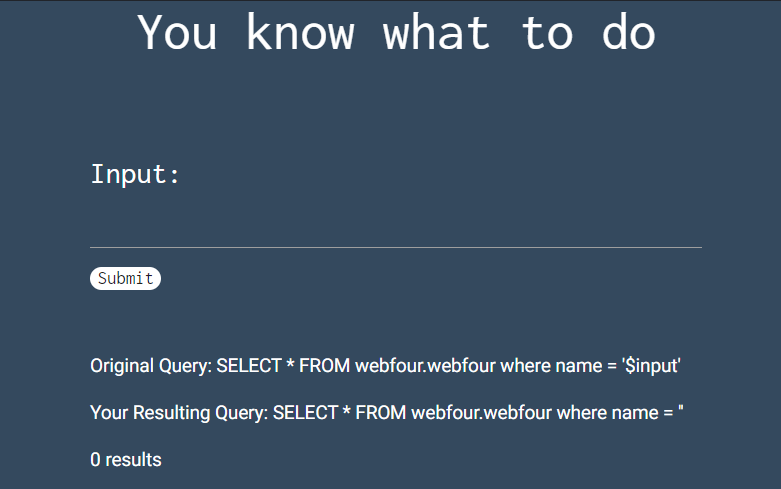 You know what to do
Input:
Submit
Original Query: SELECT * FROM webfour.webfour where name = '$input'
Your Resulting Query: SELECT * FROM webfour.webfour where name = ''
0 results